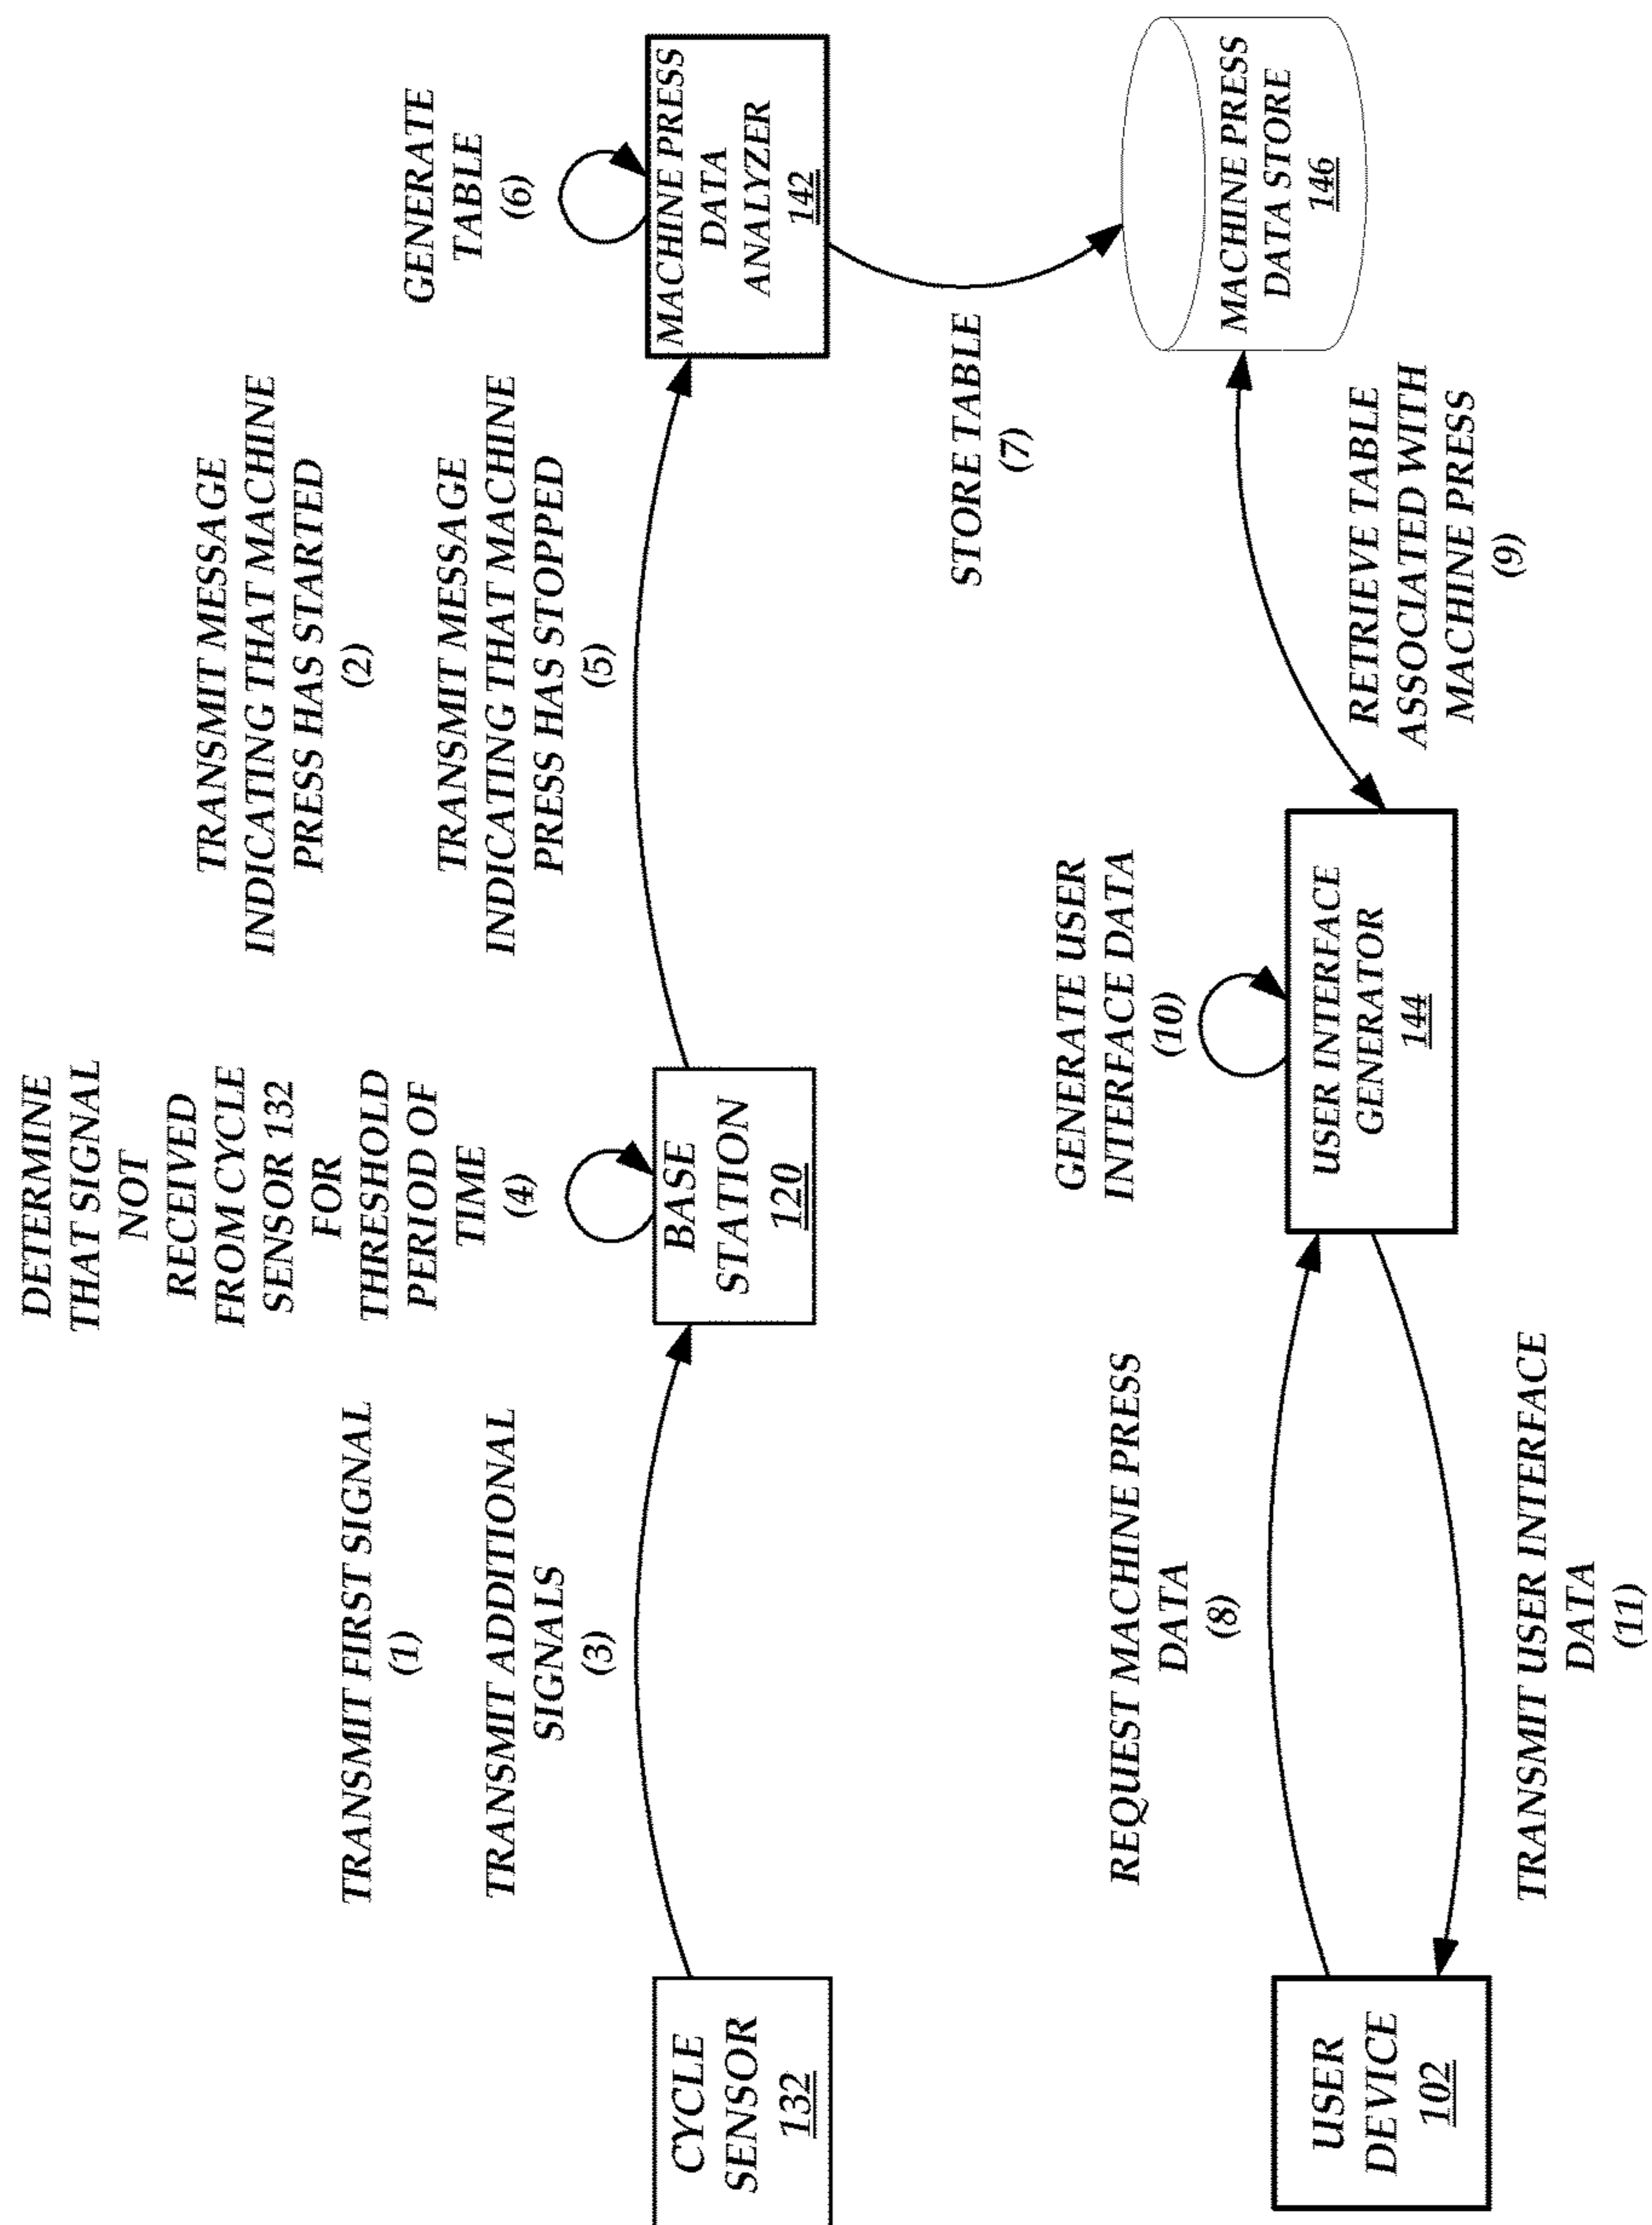 DETERMINE
THAT SIGNAL
NOT
RECEIVED
FROM CYCLE
SENSOR 132
FOR
THRESHOLD
PERIOD OF
TIME
(4)
TRANSMIT FIRST SIGNAL
(1)
TRANSMIT ADDITIONAL
SIGNALS
(3)
TRANSMIT MESSAGE
INDICATING THAT MACHINE
PRESS HAS STARTED
(2)
TRANSMIT MESSAGE
INDICATING THAT MACHINE
PRESS HAS STOPPED
(5)
GENERATE
TABLE
(6)
CYCLE
SENSOR
132
BASE
STATION
120
MACHINE PRESS
DATA
ANALYZER
142
STORE TABLE
(7)
GENERATE USER
INTERFACE DATA
(10)
REQUEST MACHINE PRESS
DATA
(8)
USER
DEVICE
102
USER INTERFACE
GENERATOR
144
MACHINE PRESS
DATA STORE
146
RETRIEVE TABLE
ASSOCIATED WITH
MACHINE PRESS
(9)
TRANSMIT USER INTERFACE
DATA
(11)